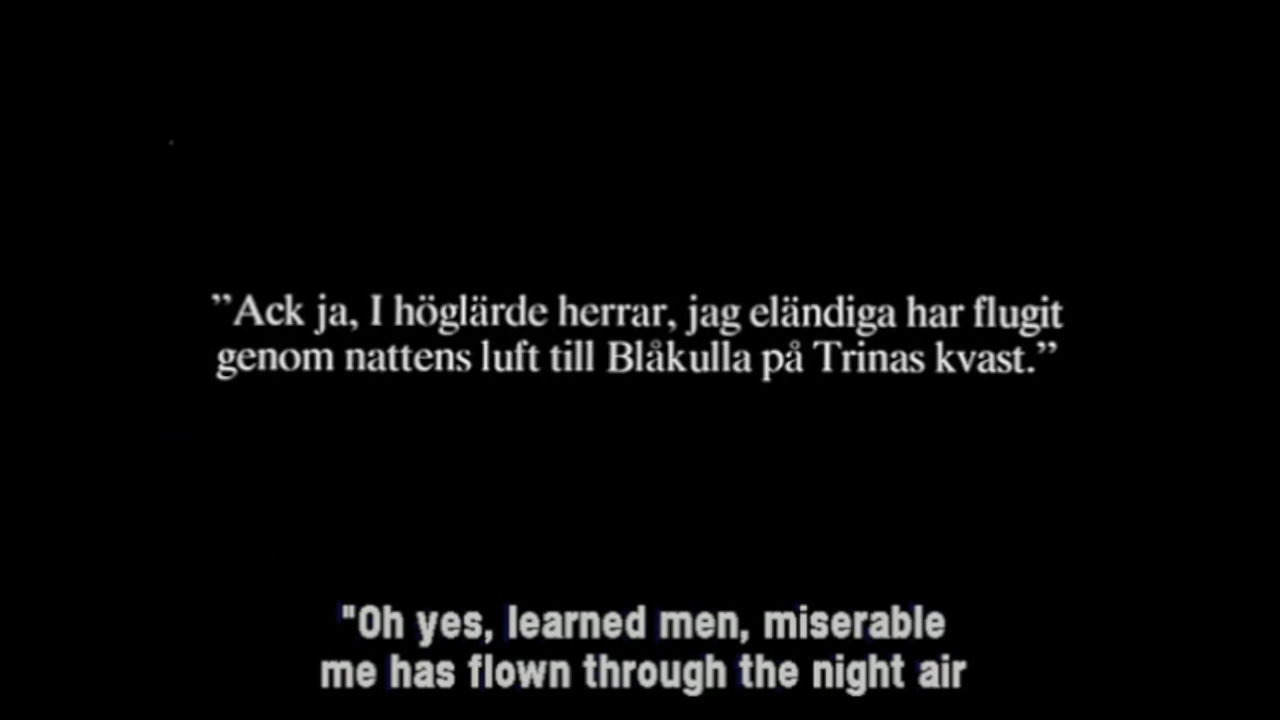 ”Ack ja, I höglärde herrar, jag eländiga har flugit
genom nattens luft till Blåkulla på Trinas kvast.”
"Oh yes, learned men, miserable
me has flown through the night air